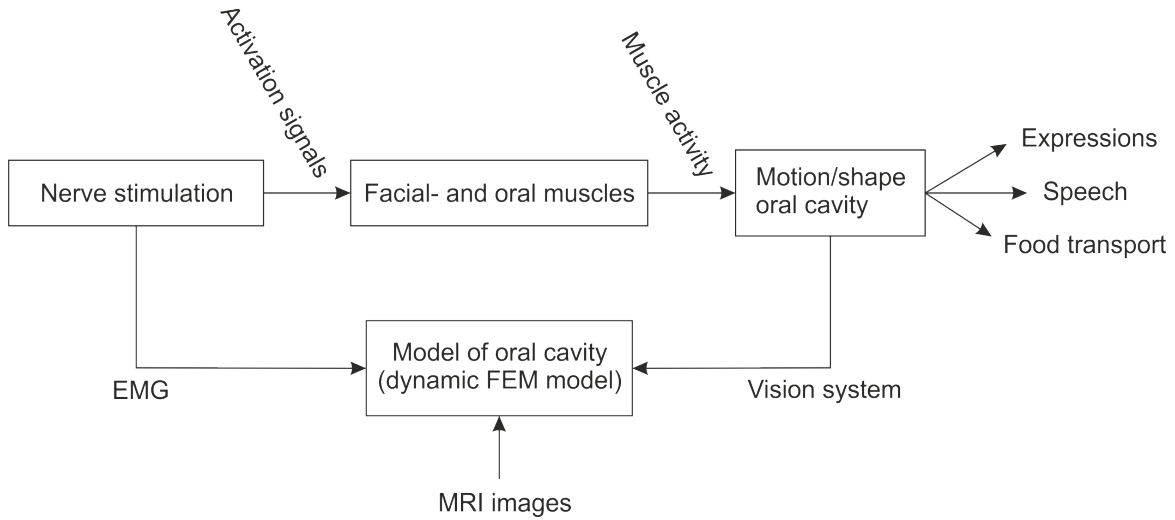 Activation signals
Muscle activity
Nerve stimulation
Facial- and oral muscles
Motion/shape
oral cavity
Expressions
Speech
Food transport
Model of oral cavity
(dynamic FEM model)
EMG
Vision system
MRI images